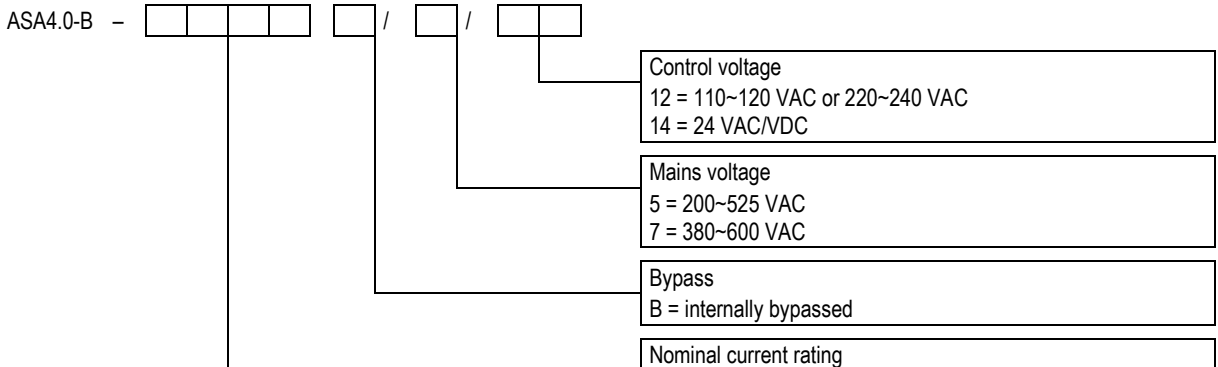 ASA4.0-B – / /
Control voltage
12 = 110~120 VAC or 220~240 VAC
14 = 24 VAC/VDC
Mains voltage
5 = 200~525 VAC
7 = 380~600 VAC
Bypass
B = internally bypassed
Nominal current rating